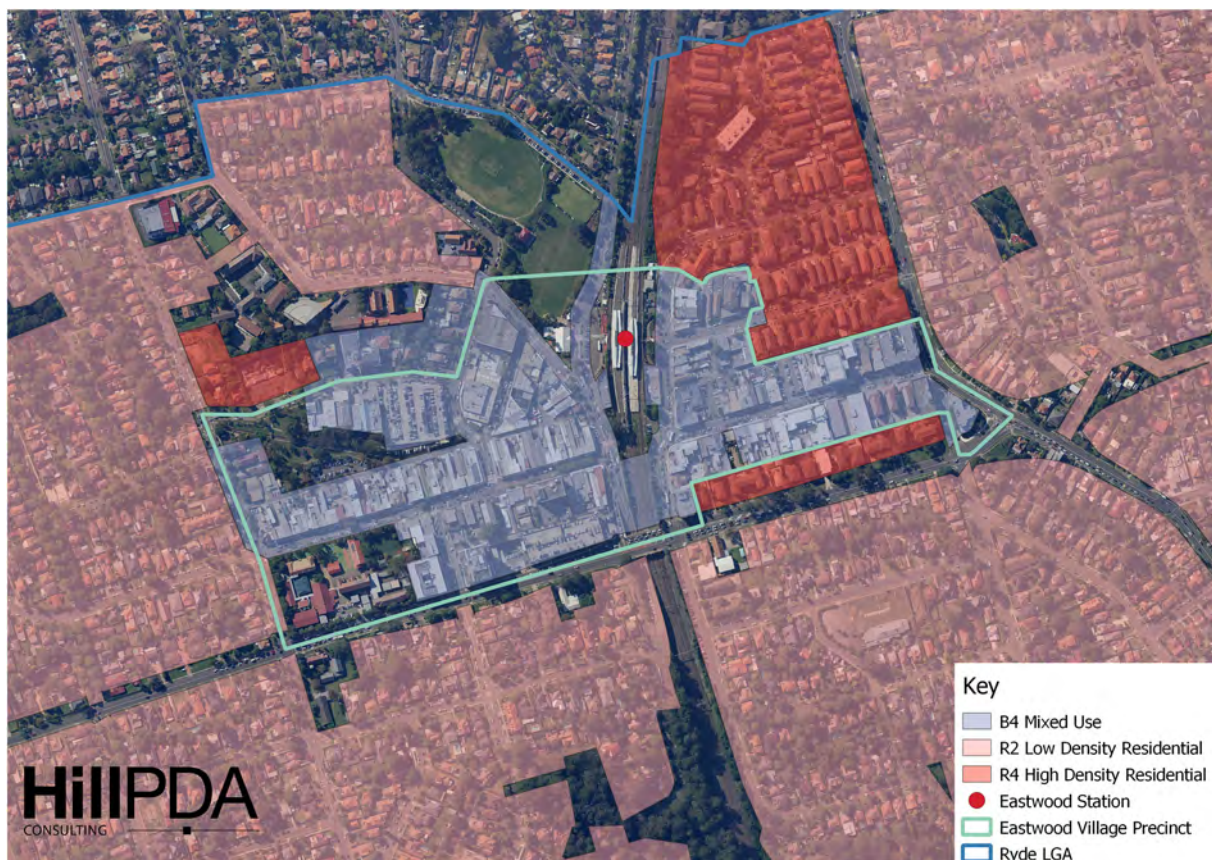 Key
B4 Mixed Use
R2 Low Density Residential
R4 High Density Residential
Eastwood Station
Eastwood Village Precinct
Ryde LGA
HillPDA
CONSULTING